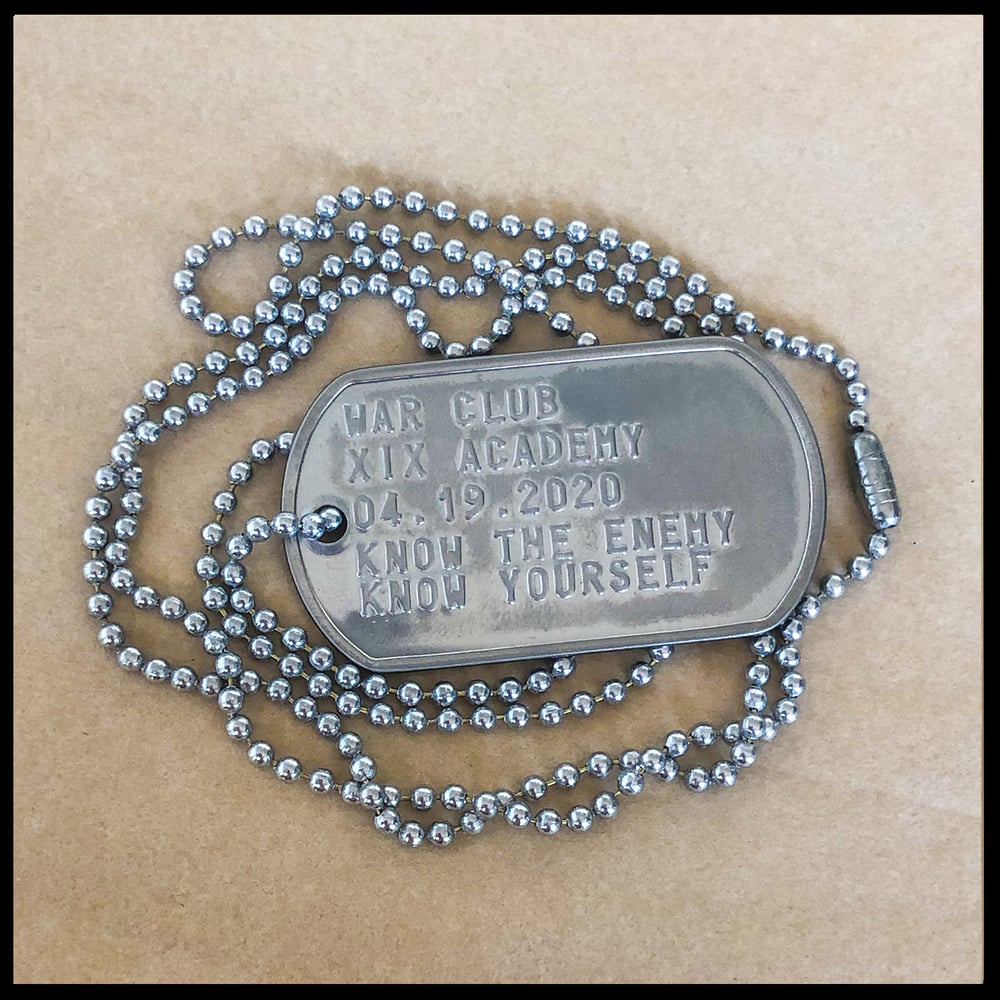 WAR CLUB
XIX ACADEMY
04.19.2020
KNOW THE ENEMY
KNOW YOURSELF